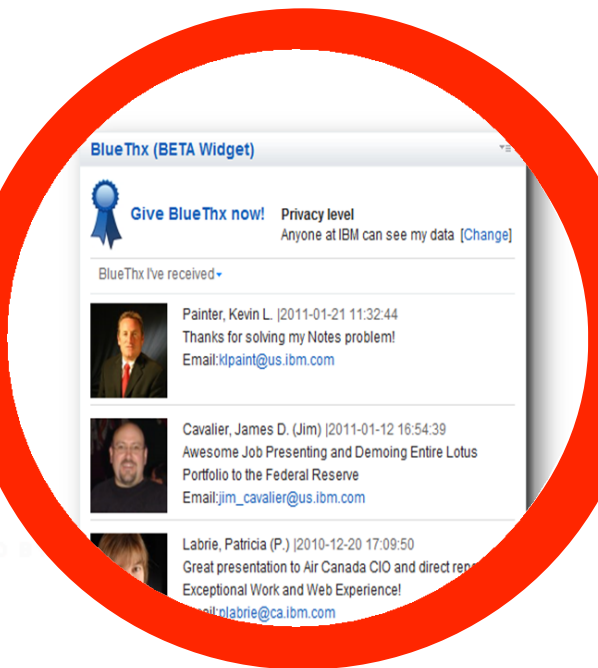 BlueThx (BETA Widget)
Give BlueThx now!
Privacy level
Anyone at IBM can see my data [Change]
BlueThx I've received
Painter, Kevin L. |2011-01-21 11:32:44
Thanks for solving my Notes problem!
Email:klpaint@us.ibm.com
Cavalier, James D. (Jim) |2011-01-12 16:54:39
Awesome Job Presenting and Demoing Entire Lotus
Portfolio to the Federal Reserve
Email:jim_cavalier@us.ibm.com
Labrie, Patricia (P.) |2010-12-20 17:09:50
Great presentation to Air Canada CIO and direct
Exceptional Work and Web Experience!
plabrie@ca.ibm.com